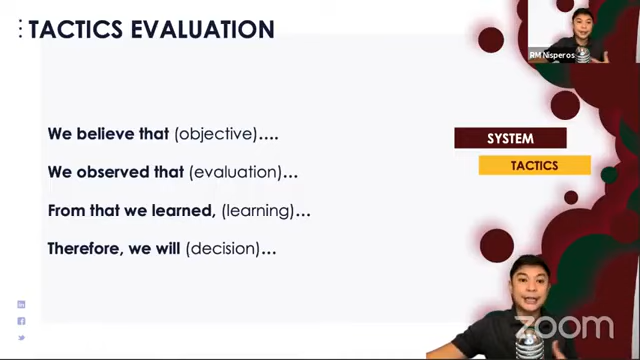 TACTICS EVALUATION
RM Nisperos
We believe that (objective)....
SYSTEM
TACTICS
We observed that (evaluation)...
From that we learned, (learning)...
Therefore, we will (decision)...
zoom